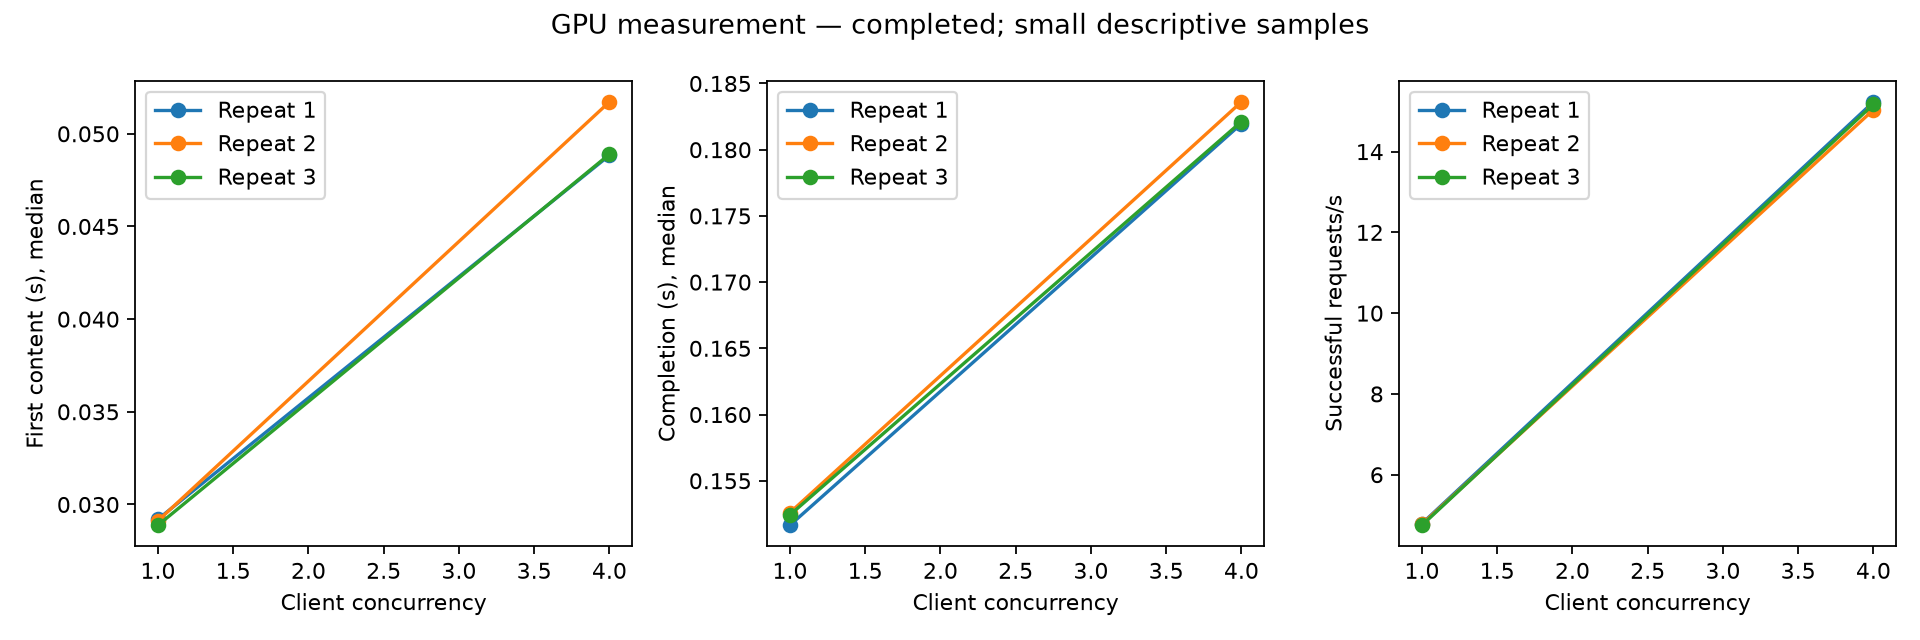 GPU measurement — completed; small descriptive samples
First content (s), median
0.050
0.045
0.040
0.035
0.030
Repeat 1
Repeat 2
Repeat 3
1.0 1.5 2.0 2.5 3.0 3.5 4.0
Client concurrency
Completion (s), median
0.185
0.180
0.175
0.170
0.165
0.160
0.155
Repeat 1
Repeat 2
Repeat 3
1.0 1.5 2.0 2.5 3.0 3.5 4.0
Client concurrency
Successful requests/s
14
12
10
8
6
Repeat 1
Repeat 2
Repeat 3
1.0 1.5 2.0 2.5 3.0 3.5 4.0
Client concurrency